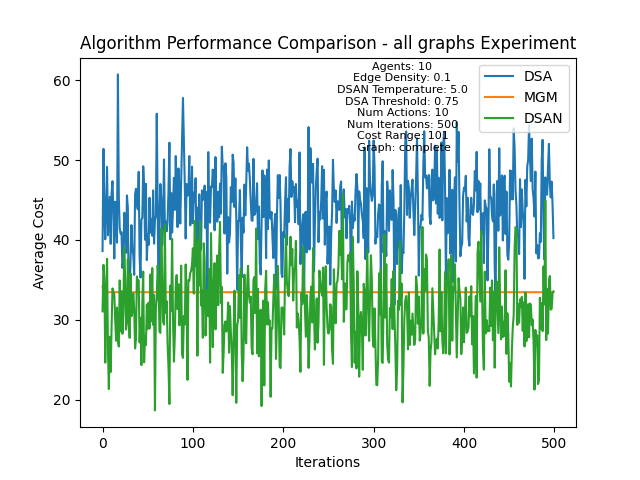 Algorithm Performance Comparison - all graphs Experiment
Agents: 10
Edge Density: 0.1
DSAN Temperature: 5.0
DSA Threshold: 0.75
Num Actions: 10
Num Iterations: 500
Cost Range: 101
Graph: complete
DSA
MGM
DSAN
60
50
40
30
20
Average Cost
0
100
200
300
400
500
Iterations